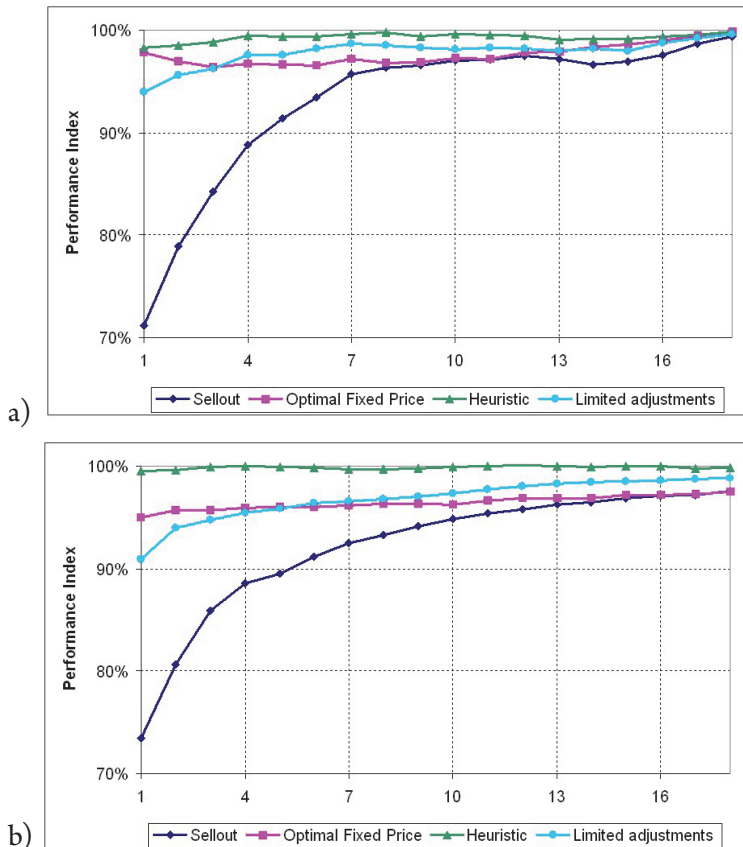 100%
90%
80%
70%
Performance Index
1 4 7 10 13 16
Sellout Optimal Fixed Price Heuristic Limited adjustments
a)
100%
90%
80%
70%
Performance Index
1 4 7 10 13 16
Sellout Optimal Fixed Price Heuristic Limited adjustments
b)